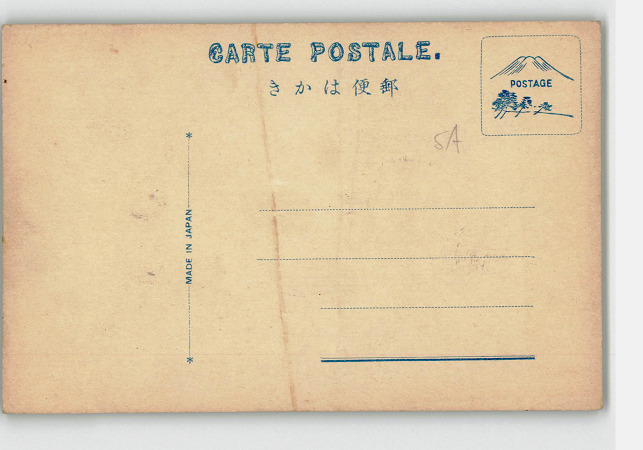 CARTE POSTALE.
きかは便郵
POSTAGE
5A
MADE IN JAPAN